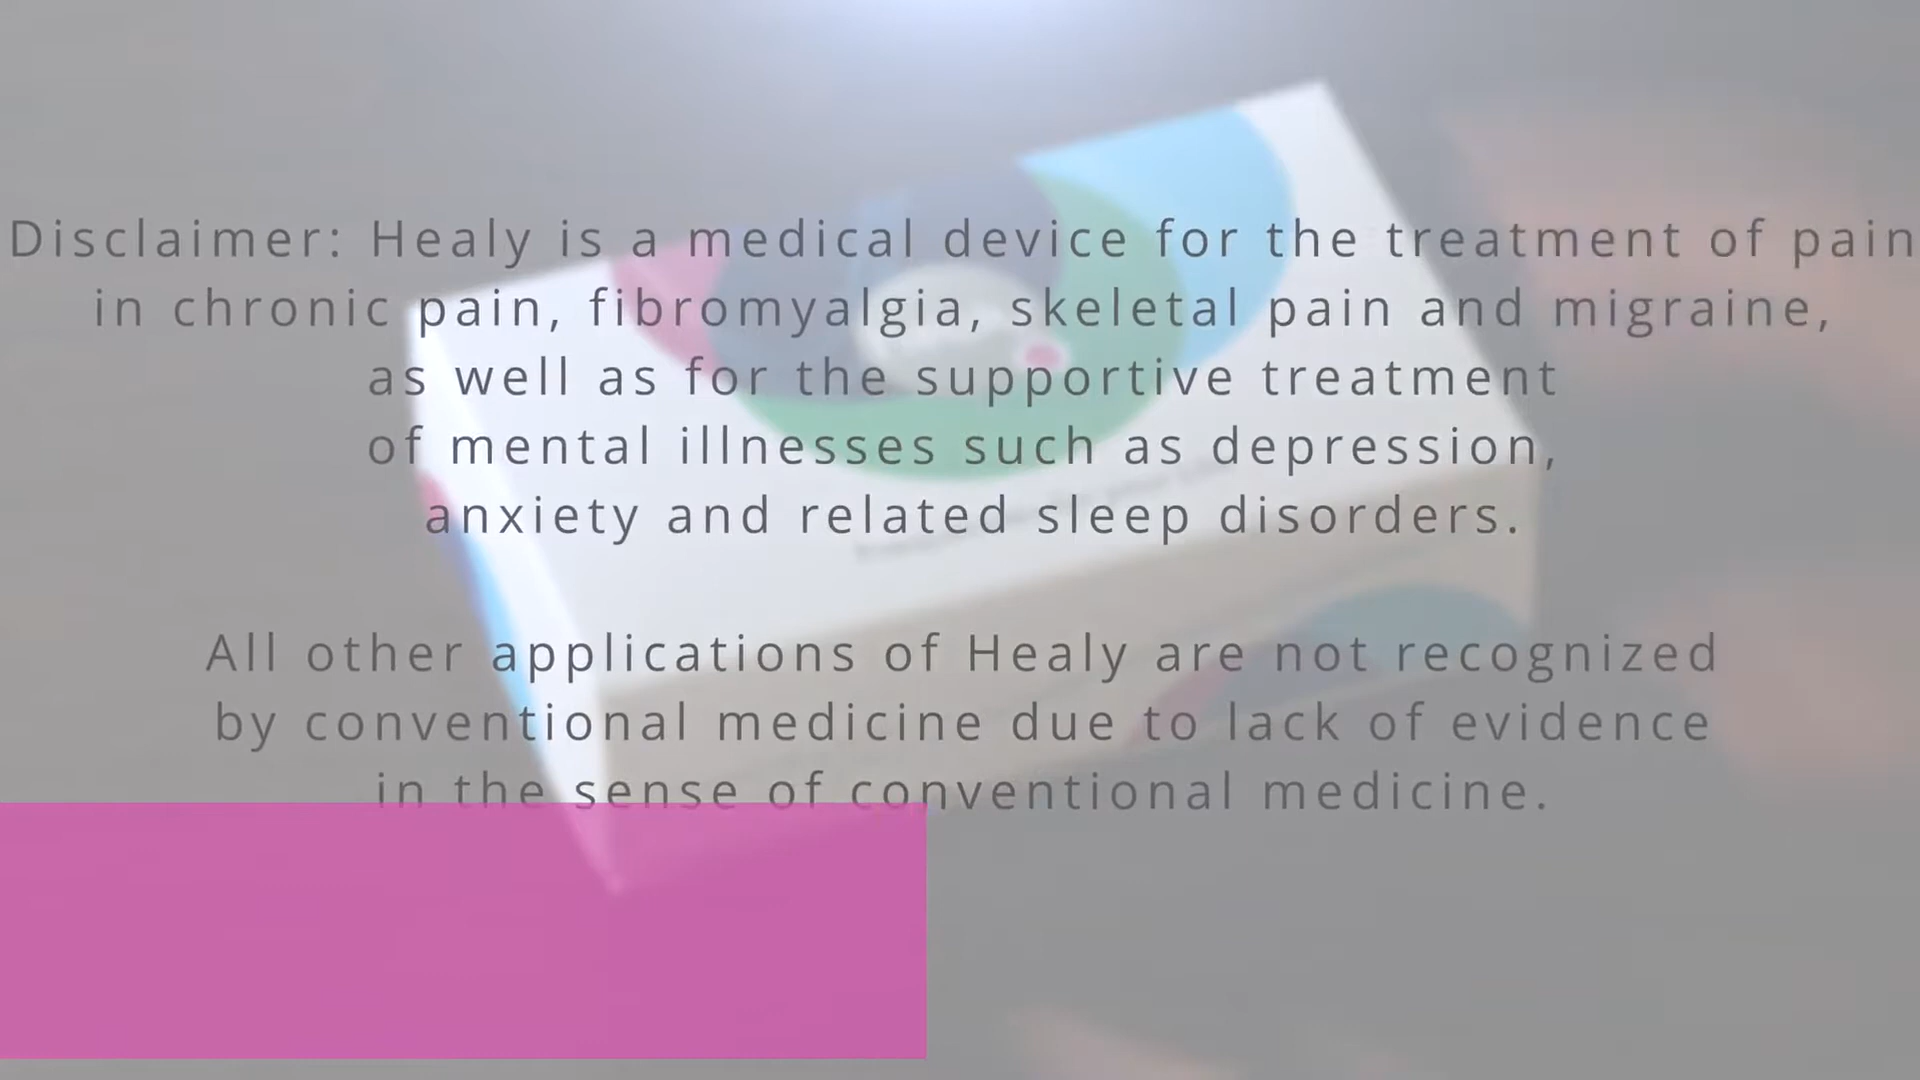 Disclaimer: Healy is a medical device for the treatment of pain
in chronic pain, fibromyalgia, skeletal pain and migraine,
as well as for the supportive treatment
of mental illnesses such as depression,
anxiety and related sleep disorders.
All other applications of Healy are not recognized
by conventional medicine due to lack of evidence
in the sense of conventional medicine.